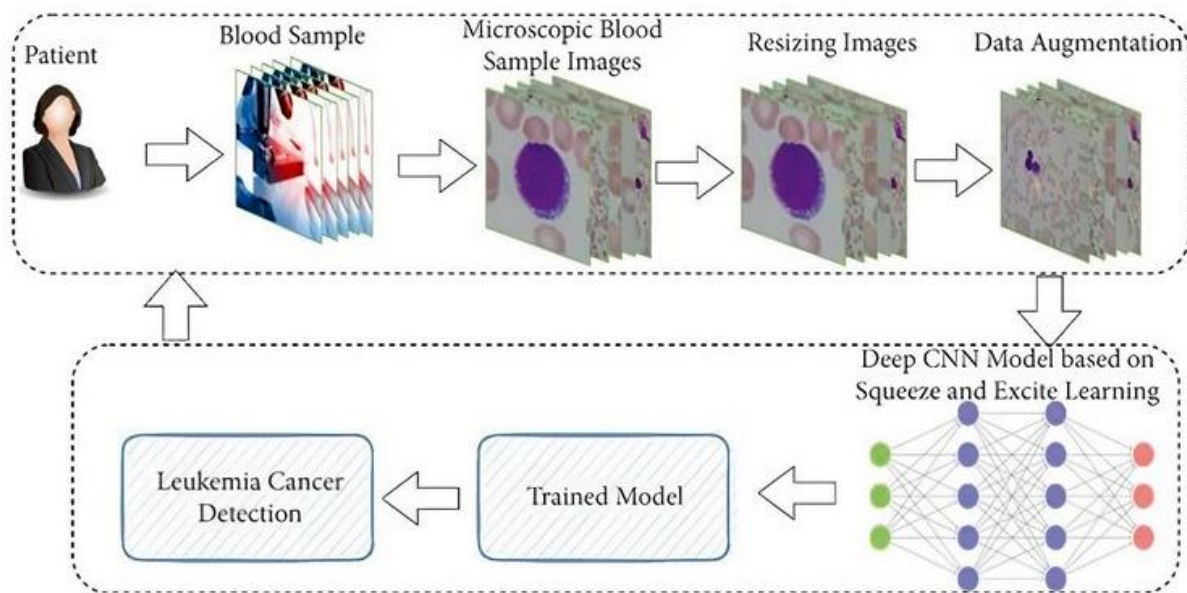 Patient
Blood Sample
Microscopic Blood
Sample Images
Resizing Images
Data Augmentation
Deep CNN Model based on
Squeeze and Excite Learning
Leukemia Cancer
Detection
Trained Model